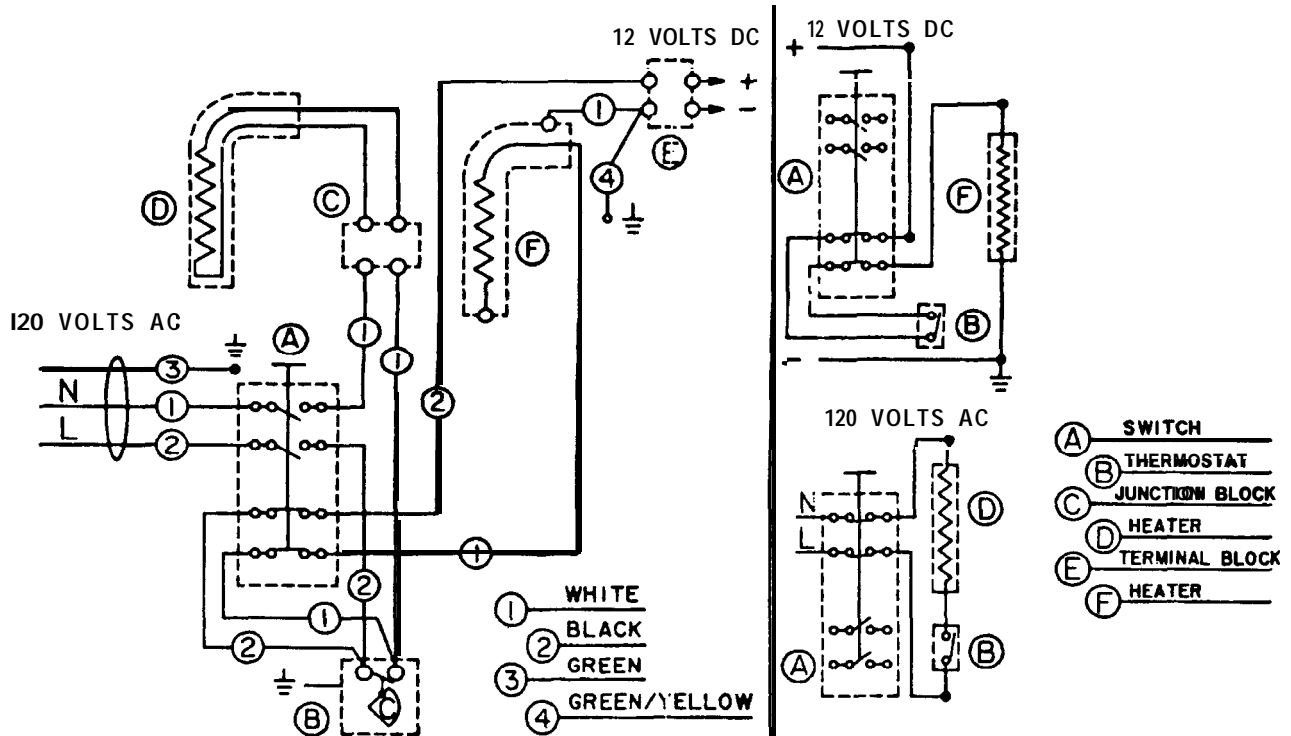 12 VOLTS DC
+
-
1
4
E
D
C
F
120 VOLTS AC
A
3
N
1
L
2
1
1
2
1
2
1
2
B
C
1 WHITE
2 BLACK
3 GREEN
4 GREEN/YELLOW
12 VOLTS DC
+
A
F
B
-
120 VOLTS AC
N
L
D
A
B
A SWITCH
B THERMOSTAT
C JUNCTION BLOCK
D HEATER
E TERMINAL BLOCK
F HEATER